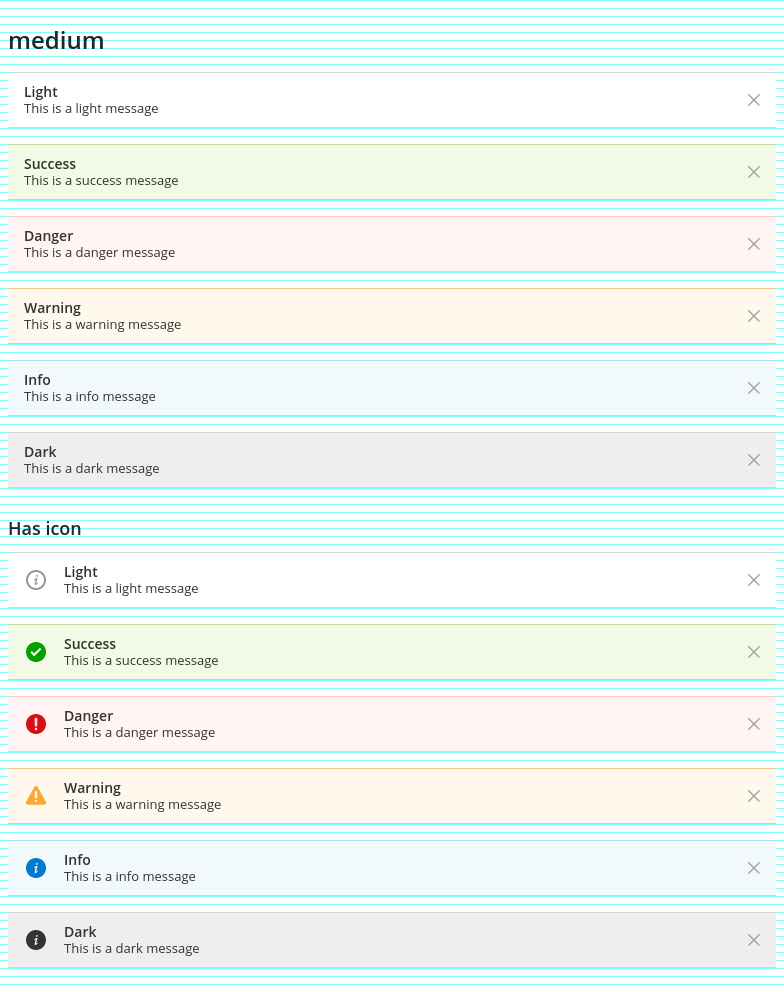 medium
Light
This is a light message
Success
This is a success message
Danger
This is a danger message
Warning
This is a warning message
Info
This is a info message
Dark
This is a dark message
Has icon
Light
This is a light message
Success
This is a success message
Danger
This is a danger message
Warning
This is a warning message
Info
This is a info message
Dark
This is a dark message